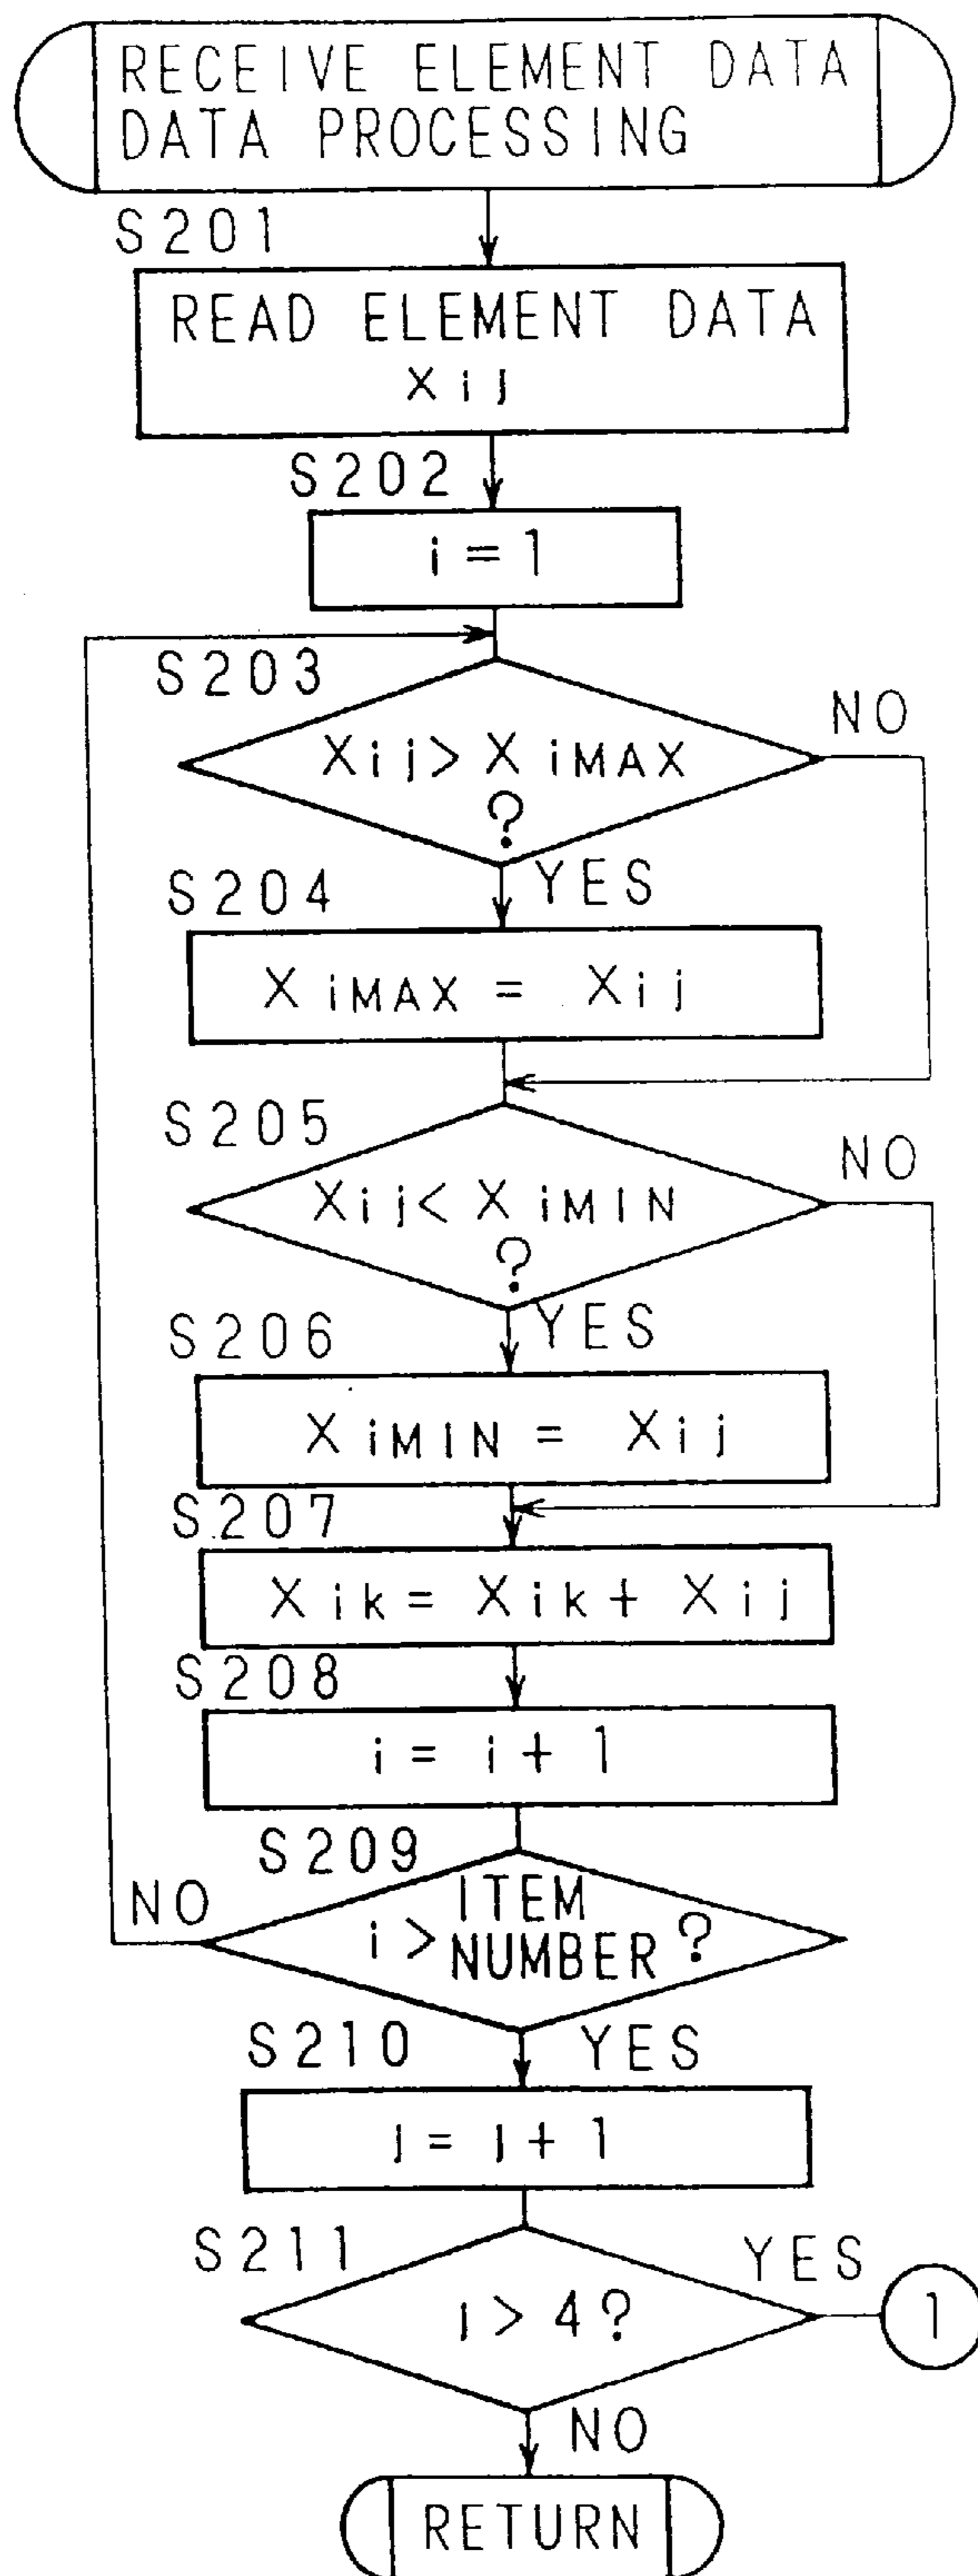 RECEIVE ELEMENT DATA
DATA PROCESSING
S201
READ ELEMENT DATA
Xij
S202
i = 1
S203
NO
Xij > XiMAX
?
YES
S204
XiMAX = Xij
S205
NO
Xij < XiMIN
?
YES
S206
XiMIN = Xij
S207
Xik = Xik + Xij
S208
i = i + 1
S209
NO
ITEM
i > NUMBER ?
S210
YES
j = j + 1
S211
YES
j > 4 ?
1
NO
RETURN